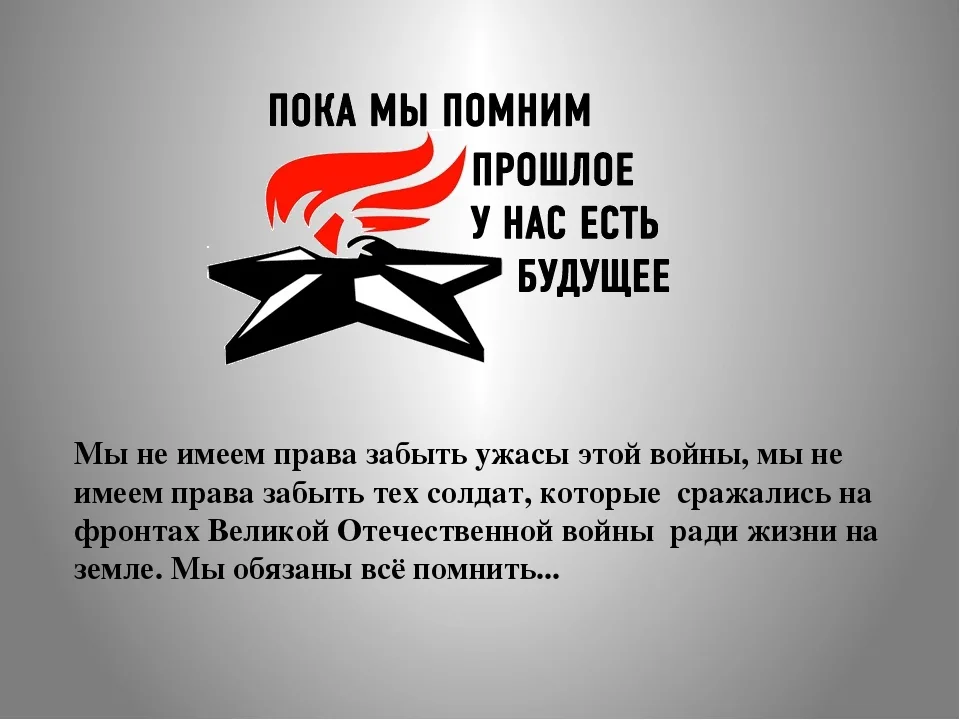 ПОКА МЫ ПОМНИМ
ПРОШЛОЕ
У НАС ЕСТЬ
БУДУЩЕЕ
Мы не имеем права забыть ужасы этой войны, мы не
имеем права забыть тех солдат, которые  сражались на
фронтах Великой Отечественной войны  ради жизни на
земле. Мы обязаны всё помнить...